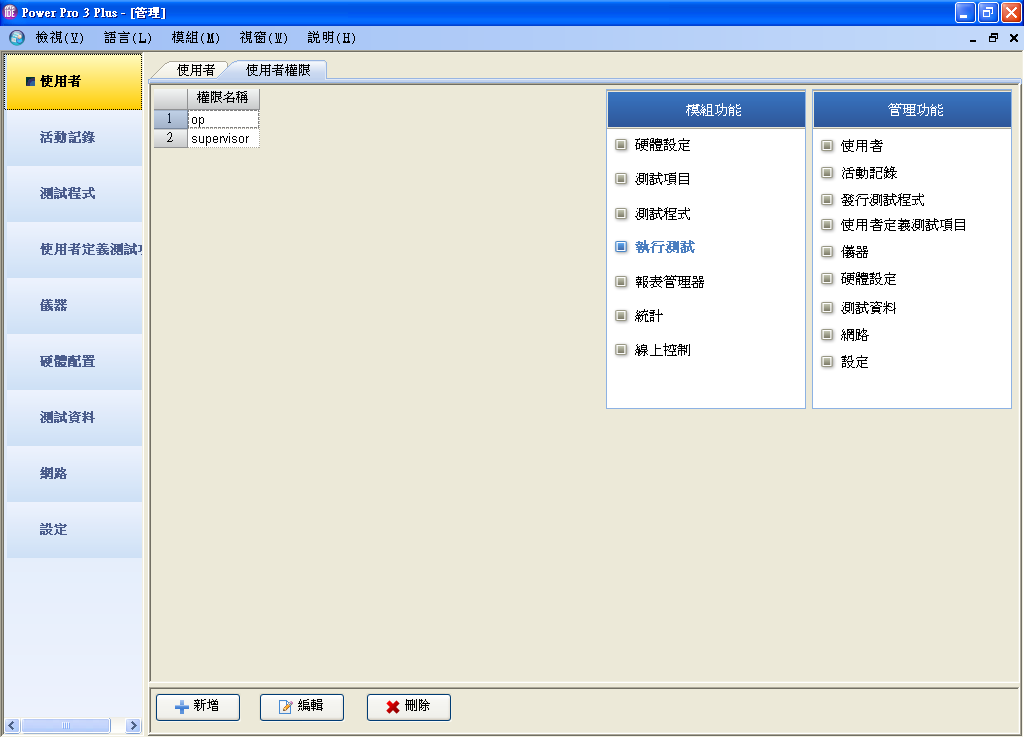 Power Pro 3 Plus - [管理]
檢視(V) 語言(L) 模組(M) 視窗(W) 說明(H)
使用者
活動記錄
測試程式
使用者定義測試項
儀器
硬體配置
測試資料
網路
設定
使用者 使用者權限
權限名稱
1 op
2 supervisor
模組功能
硬體設定
測試項目
測試程式
執行測試
報表管理器
統計
線上控制
管理功能
使用者
活動記錄
發行測試程式
使用者定義測試項目
儀器
硬體設定
測試資料
網路
設定
新增 編輯 刪除